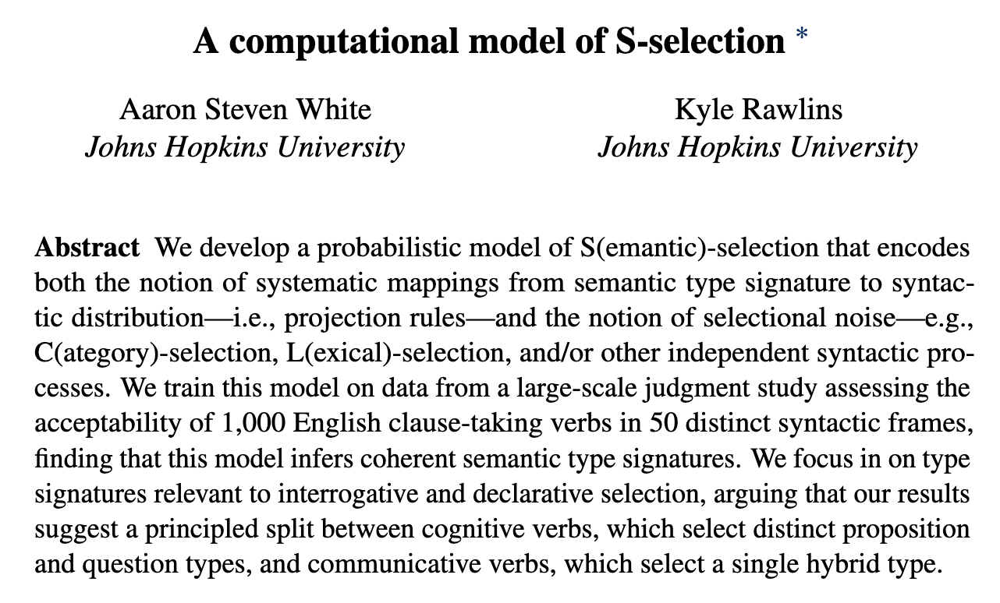 A computational model of S-selection *
Aaron Steven White
Johns Hopkins University
Kyle Rawlins
Johns Hopkins University
Abstract We develop a probabilistic model of S(emantic)-selection that encodes
both the notion of systematic mappings from semantic type signature to syntac-
tic distribution—i.e., projection rules—and the notion of selectional noise—e.g.,
C(ategory)-selection, L(exical)-selection, and/or other independent syntactic pro-
cesses. We train this model on data from a large-scale judgment study assessing the
acceptability of 1,000 English clause-taking verbs in 50 distinct syntactic frames,
finding that this model infers coherent semantic type signatures. We focus in on type
signatures relevant to interrogative and declarative selection, arguing that our results
suggest a principled split between cognitive verbs, which select distinct proposition
and question types, and communicative verbs, which select a single hybrid type.